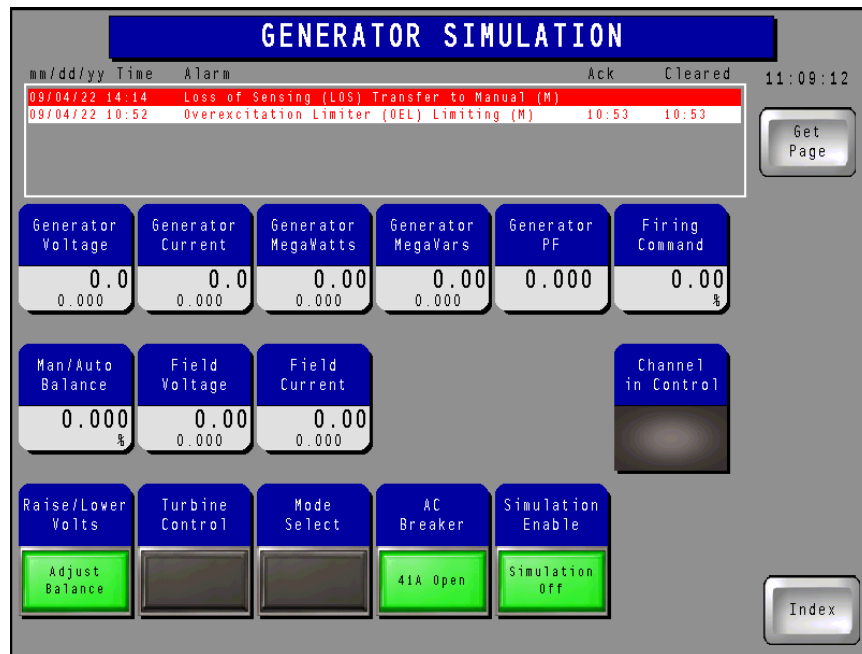 GENERATOR SIMULATION
mm/dd/yy Time Alarm Ack Cleared
11:09:12
09/04/22 14:14 Loss of Sensing (LOS) Transfer to Manual (M)
09/04/22 10:52 Overexcitation Limiter (OEL) Limiting (M) 10:53 10:53
Get
Page
Generator Generator Generator Generator Generator Firing
Voltage Current MegaWatts MegaVars PF Command
0.0 0.0 0.00 0.00 0.000 0.00
0.000 0.000 0.000 0.000 %
Man/Auto Field Field Channel
Balance Voltage Current in Control
0.000 0.00 0.00
% 0.000 0.000
Raise/Lower Turbine Mode AC Simulation
Volts Control Select Breaker Enable
Adjust 41A Open Simulation
Balance Off
Index